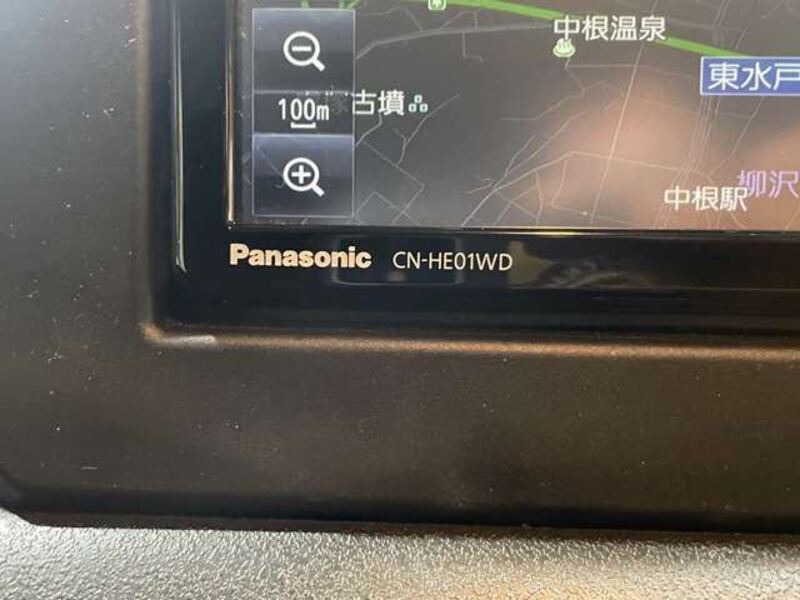 中根温泉
東水戸
100m
古墳
柳沢
中根駅
Panasonic CN-HE01WD